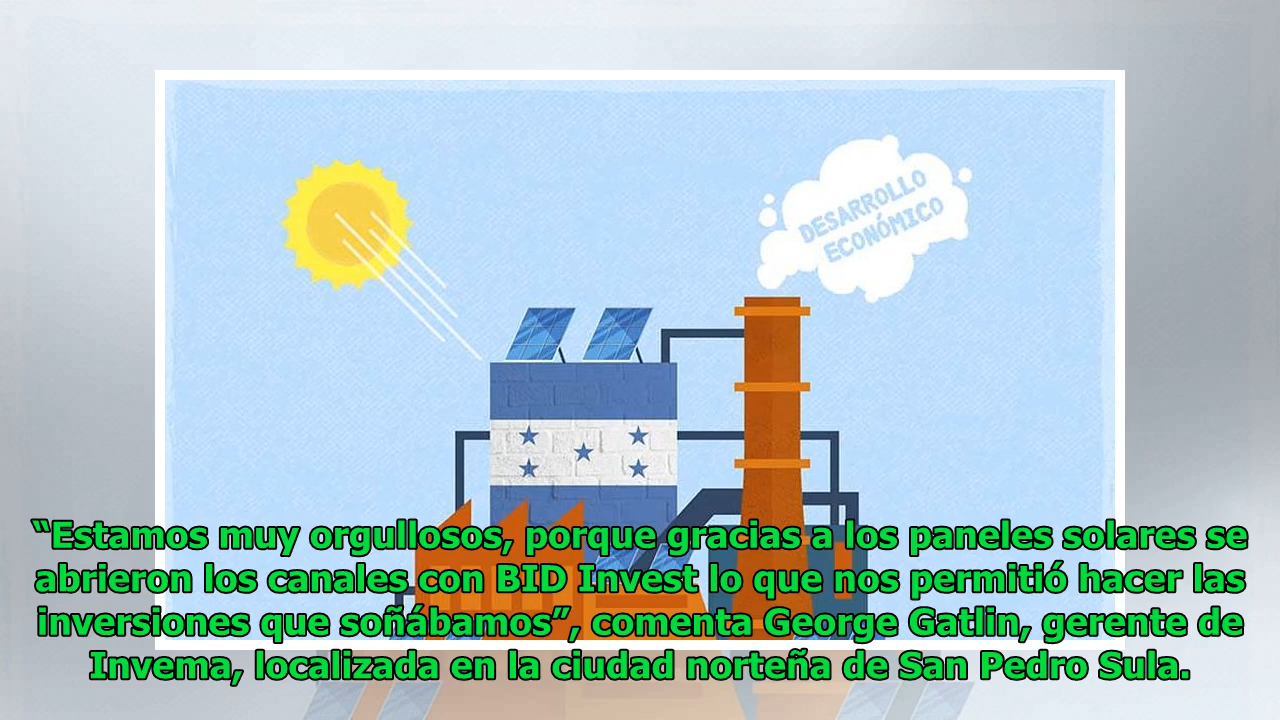 DESARROLLO
ECONÓMICO
“Estamos muy orgullosos, porque gracias a los paneles solares se
abrieron los canales con BID Invest lo que nos permitió hacer las
inversiones que soñábamos”, comenta George Gatlin, gerente de
Invema, localizada en la ciudad norteña de San Pedro Sula.